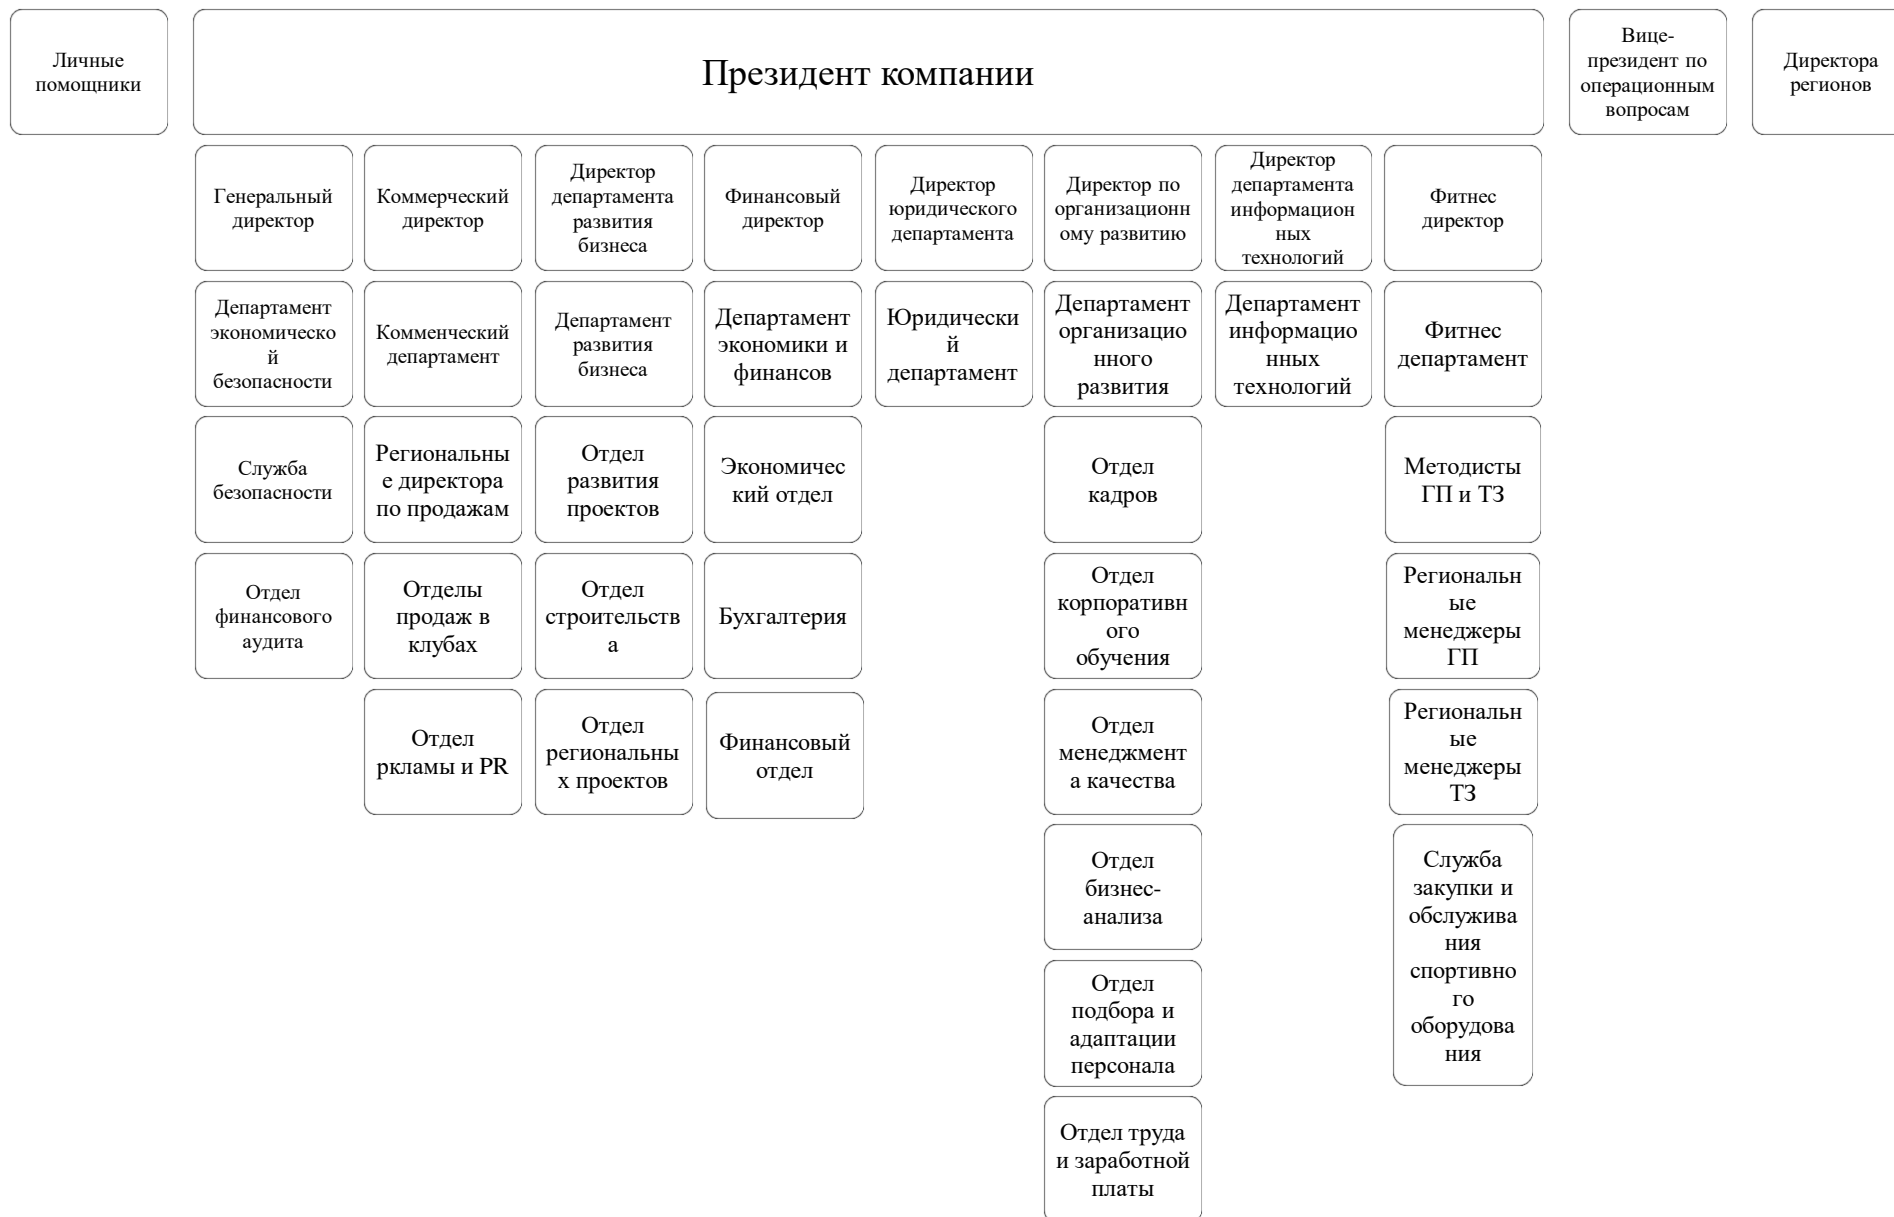 Личные
помощники
Президент компании
Вице-
президент по
операционным
вопросам
Директора
регионов
Генеральный
директор
Коммерческий
директор
Директор
департамента
развития
бизнеса
Финансовый
директор
Директор
юридического
департамента
Директор по
организационн
ому развитию
Директор
департамента
информацион
ных
технологий
Фитнес
директор
Департамент
экономическо
й
безопасности
Комменческий
департамент
Департамент
развития
бизнеса
Департамент
экономики и
финансов
Юридически
й
департамент
Департамент
организацио
нного
развития
Департамент
информацио
нных
технологий
Фитнес
департамент
Служба
безопасности
Региональны
е директора
по продажам
Отдел
развития
проектов
Экономичес
кий отдел
Отдел
кадров
Методисты
ГП и ТЗ
Отдел
финансового
аудита
Отделы
продаж в
клубах
Отдел
строительств
а
Бухгалтерия
Отдел
корпоративн
ого
обучения
Региональн
ые
менеджеры
ГП
Отдел
ркламы и PR
Отдел
региональны
х проектов
Финансовый
отдел
Отдел
менеджмент
а качества
Региональн
ые
менеджеры
ТЗ
Отдел
бизнес-
анализа
Служба
закупки и
обслужива
ния
спортивно
го
оборудова
ния
Отдел
подбора и
адаптации
персонала
Отдел труда
и заработной
платы